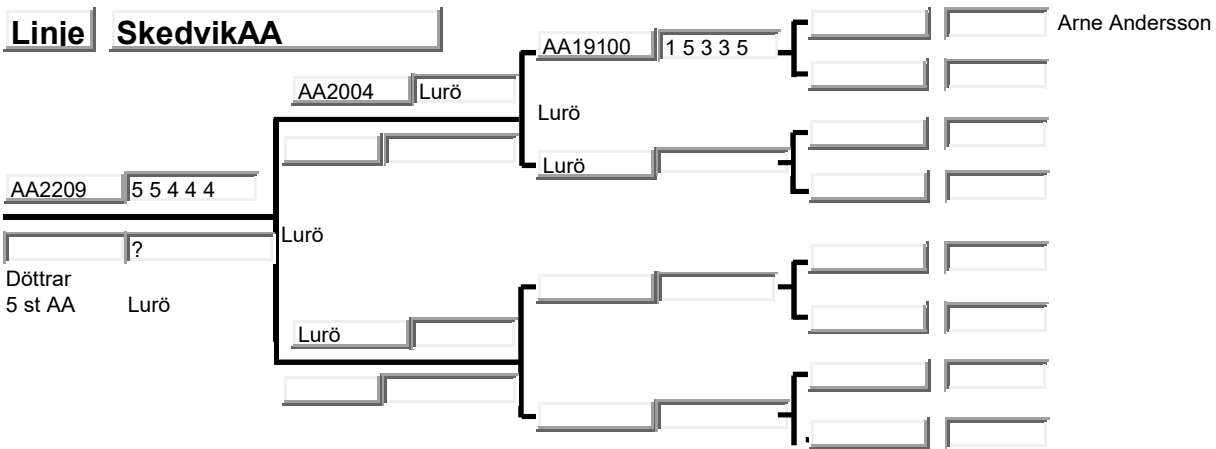 Linje SkedvikAA
Arne Andersson
AA19100 1 5 3 3 5
AA2004 Lurö
Lurö
Lurö
AA2209 5 5 4 4 4
Lurö
?
Döttrar
5 st AA Lurö
Lurö